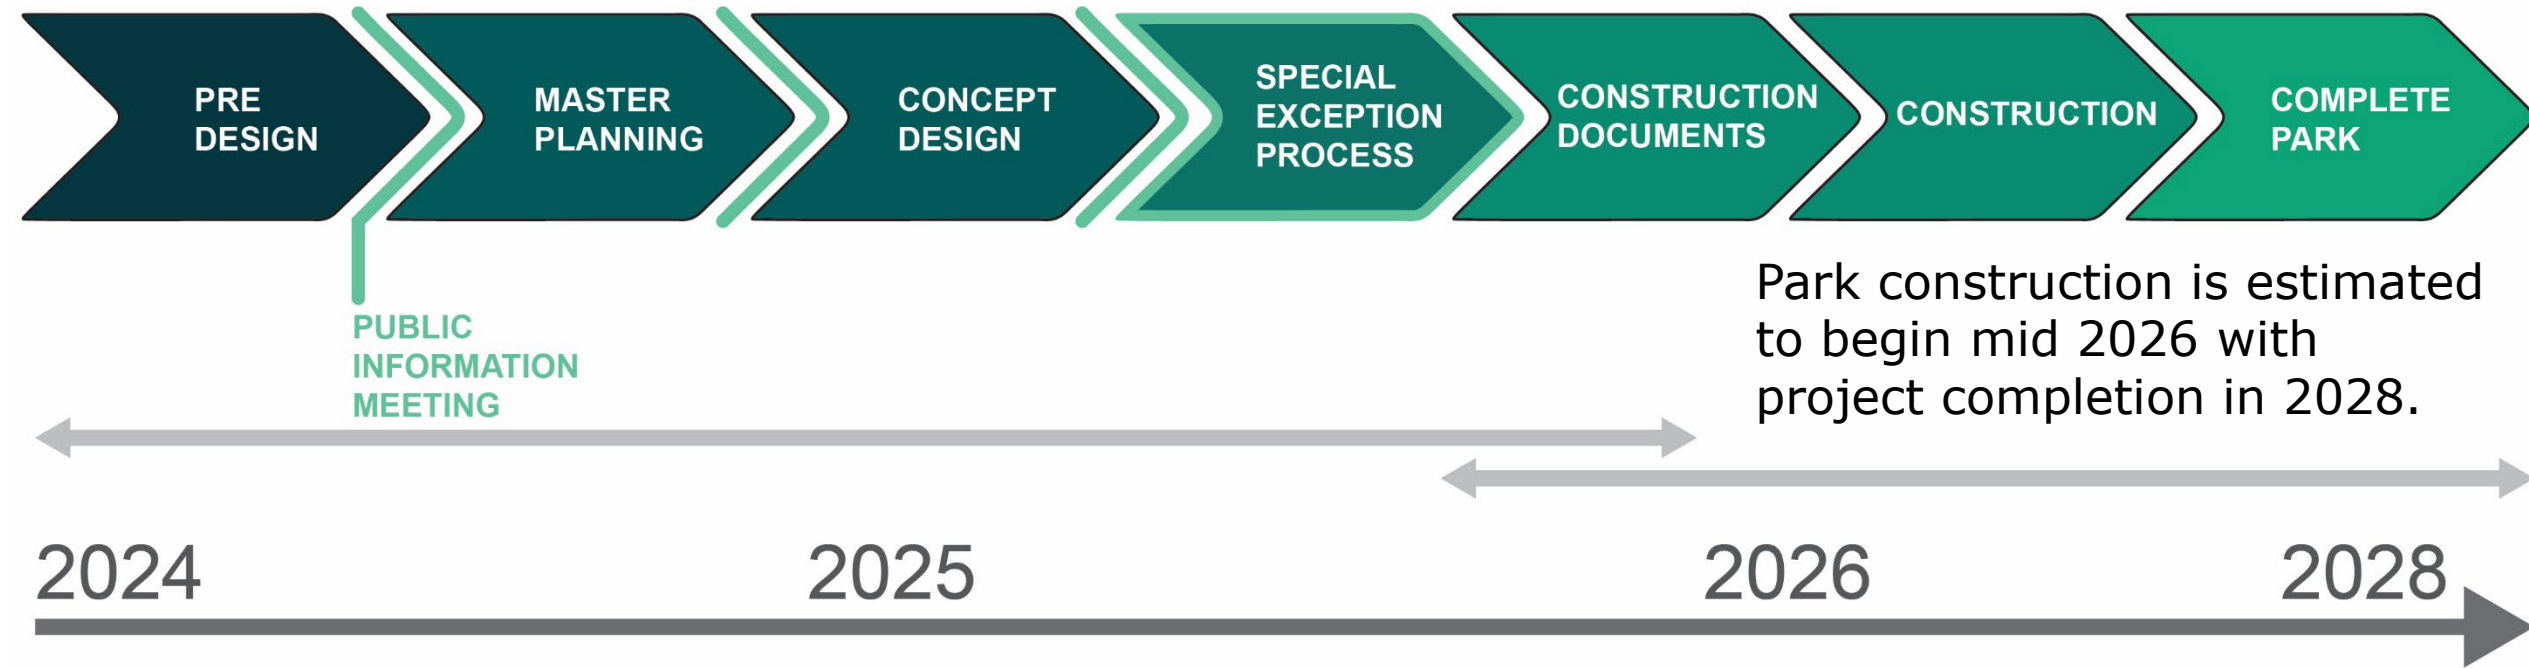 PRE
DESIGN
MASTER
PLANNING
CONCEPT
DESIGN
SPECIAL
EXCEPTION
PROCESS
CONSTRUCTION
DOCUMENTS
CONSTRUCTION
COMPLETE
PARK
PUBLIC
INFORMATION
MEETING
Park construction is estimated
to begin mid 2026 with
project completion in 2028.
2024
2025
2026
2028